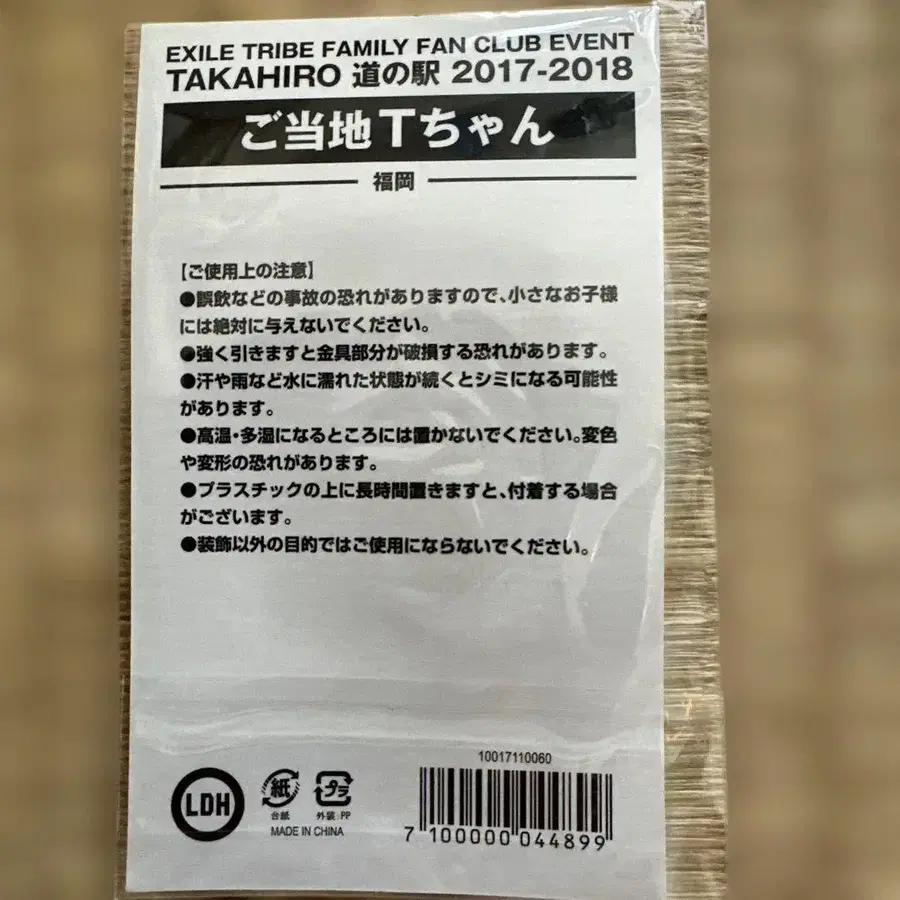 EXILE TRIBE FAMILY FAN CLUB EVENT
TAKAHIRO 道の駅 2017-2018
ご当地Tちゃん
福岡
【ご使用上の注意】
●誤飲などの事故の恐れがありますので、小さなお子様
には絶対に与えないでください。
●強く引きますと金具部分が破損する恐れがあります。
●汗や雨など水に濡れた状態が続くとシミになる可能性
があります。
●高温・多湿になるところには置かないでください。変色
や変形の恐れがあります。
●プラスチックの上に長時間置きますと、付着する場合
がございます。
●装飾以外の目的ではご使用にならないでください。
10017110060
LDH
紙
プラ
台紙
外装:PP
MADE IN CHINA
7 100000 044899